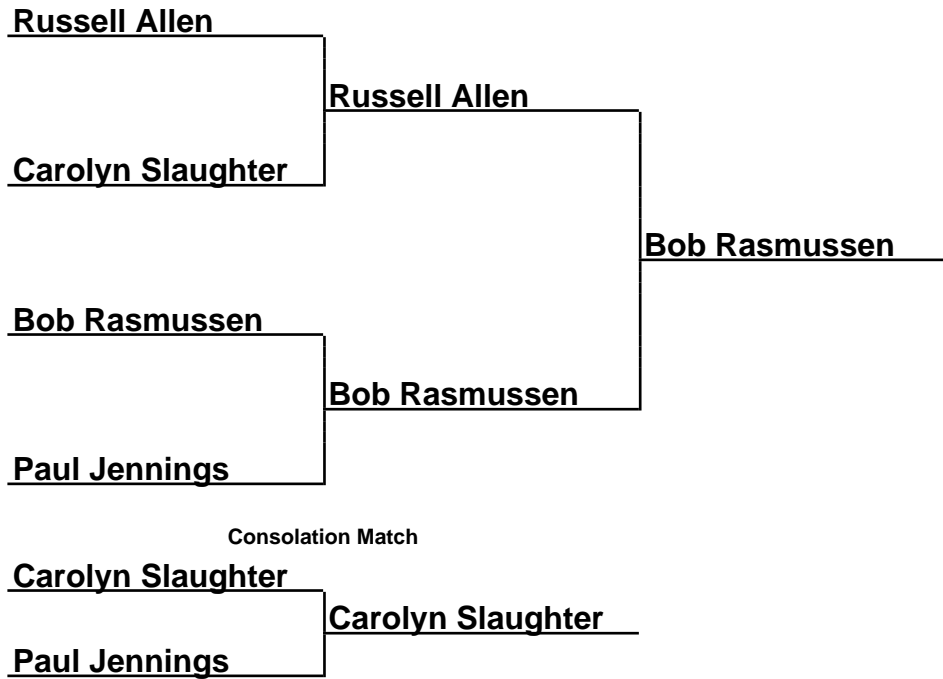 Russell Allen
Russell Allen
Carolyn Slaughter
Bob Rasmussen
Bob Rasmussen
Bob Rasmussen
Paul Jennings
Consolation Match
Carolyn Slaughter
Carolyn Slaughter
Paul Jennings